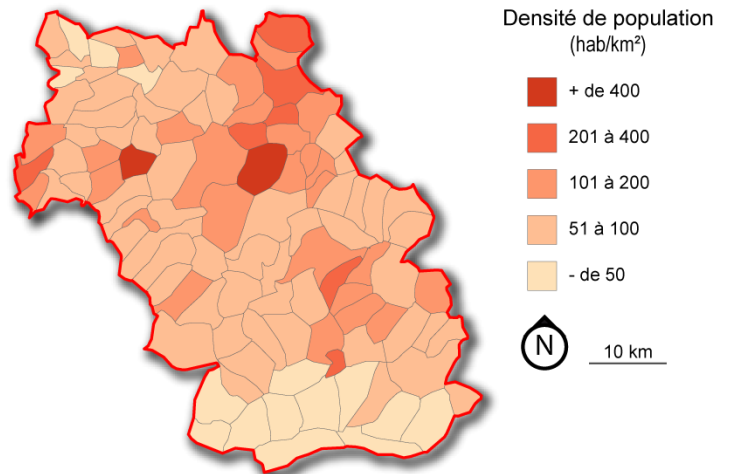 Densité de population
(hab/km²)
+ de 400
201 à 400
101 à 200
51 à 100
- de 50
N
10 km